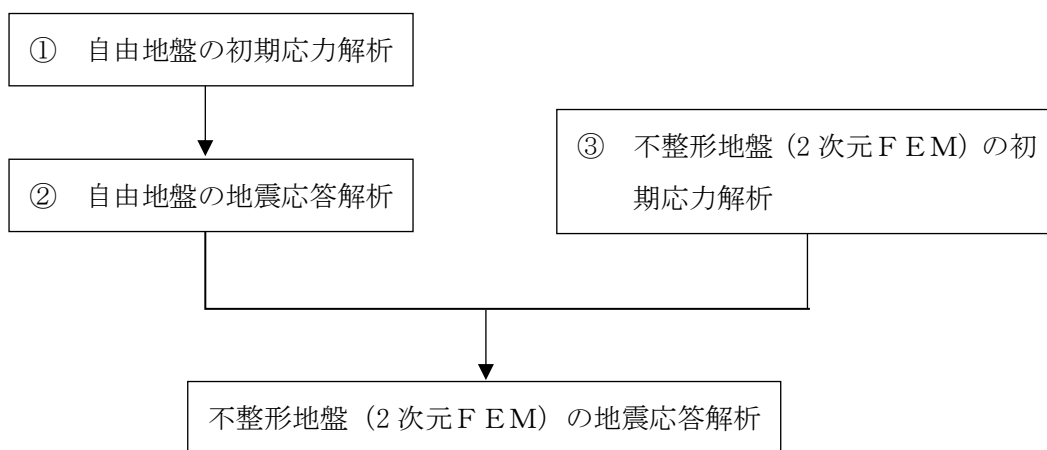 ① 自由地盤の初期応力解析
③ 不整形地盤（2次元ＦＥＭ）の初
期応力解析
② 自由地盤の地震応答解析
不整形地盤（2次元ＦＥＭ）の地震応答解析